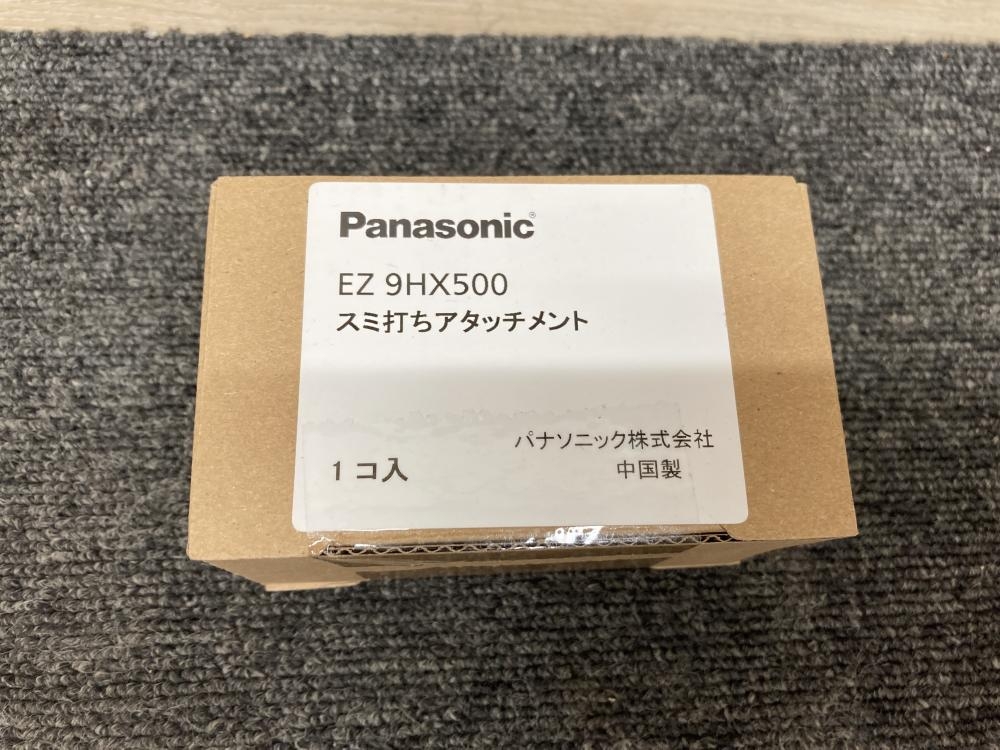 Panasonic®
EZ 9HX500
スミ打ちアタッチメント
パナソニック株式会社
1 コ入
中国製